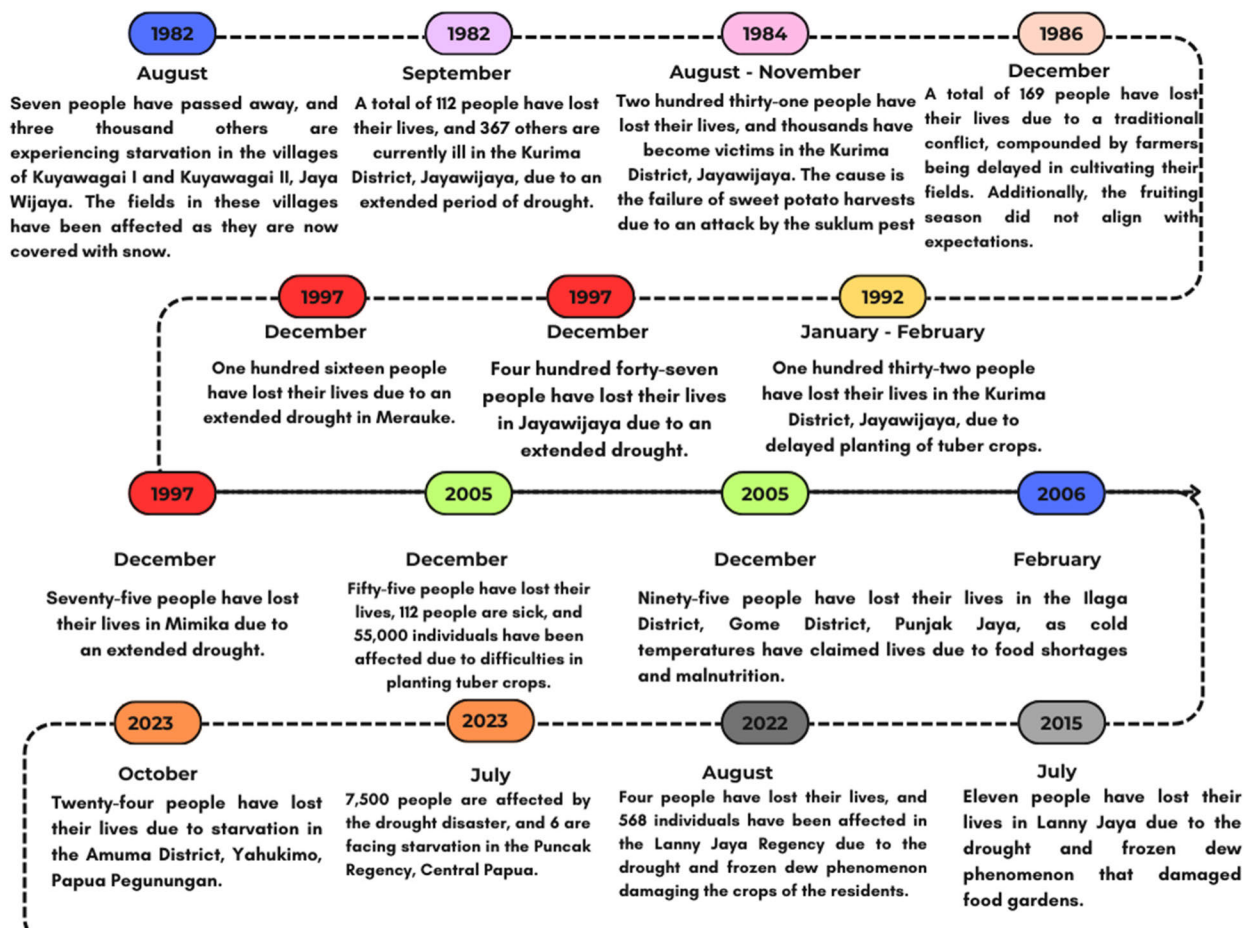 1982
August
Seven people have passed away, and
three thousand others are
experiencing starvation in the villages
of Kuyawagai I and Kuyawagai II, Jaya
Wijaya. The fields in these villages
have been affected as they are now
covered with snow.
1982
September
A total of 112 people have lost
their lives, and 367 others are
currently ill in the Kurima
District, Jayawijaya, due to an
extended period of drought.
1984
August - November
Two hundred thirty-one people have
lost their lives, and thousands have
become victims in the Kurima
District, Jayawijaya. The cause is
the failure of sweet potato harvests
due to an attack by the suklum pest
1986
December
A total of 169 people have lost
their lives due to a traditional
conflict, compounded by farmers
being delayed in cultivating their
fields. Additionally, the fruiting
season did not align with
expectations.
1997
December
One hundred sixteen people
have lost their lives due to an
extended drought in Merauke.
1997
December
Four hundred forty-seven
people have lost their lives
in Jayawijaya due to an
extended drought.
1992
January - February
One hundred thirty-two people
have lost their lives in the Kurima
District, Jayawijaya, due to
delayed planting of tuber crops.
1997
December
Seventy-five people have lost
their lives in Mimika due to
an extended drought.
2005
December
Fifty-five people have lost their
lives, 112 people are sick, and
55,000 individuals have been
affected due to difficulties in
planting tuber crops.
2005
December
2006
February
Ninety-five people have lost their lives in the Ilaga
District, Gome District, Punjak Jaya, as cold
temperatures have claimed lives due to food shortages
and malnutrition.
2023
October
Twenty-four people have lost
their lives due to starvation in
the Amuma District, Yahukimo,
Papua Pegunungan.
2023
July
7,500 people are affected by
the drought disaster, and 6 are
facing starvation in the Puncak
Regency, Central Papua.
2022
August
Four people have lost their lives, and
568 individuals have been affected in
the Lanny Jaya Regency due to the
drought and frozen dew phenomenon
damaging the crops of the residents.
2015
July
Eleven people have lost their
lives in Lanny Jaya due to the
drought and frozen dew
phenomenon that damaged
food gardens.